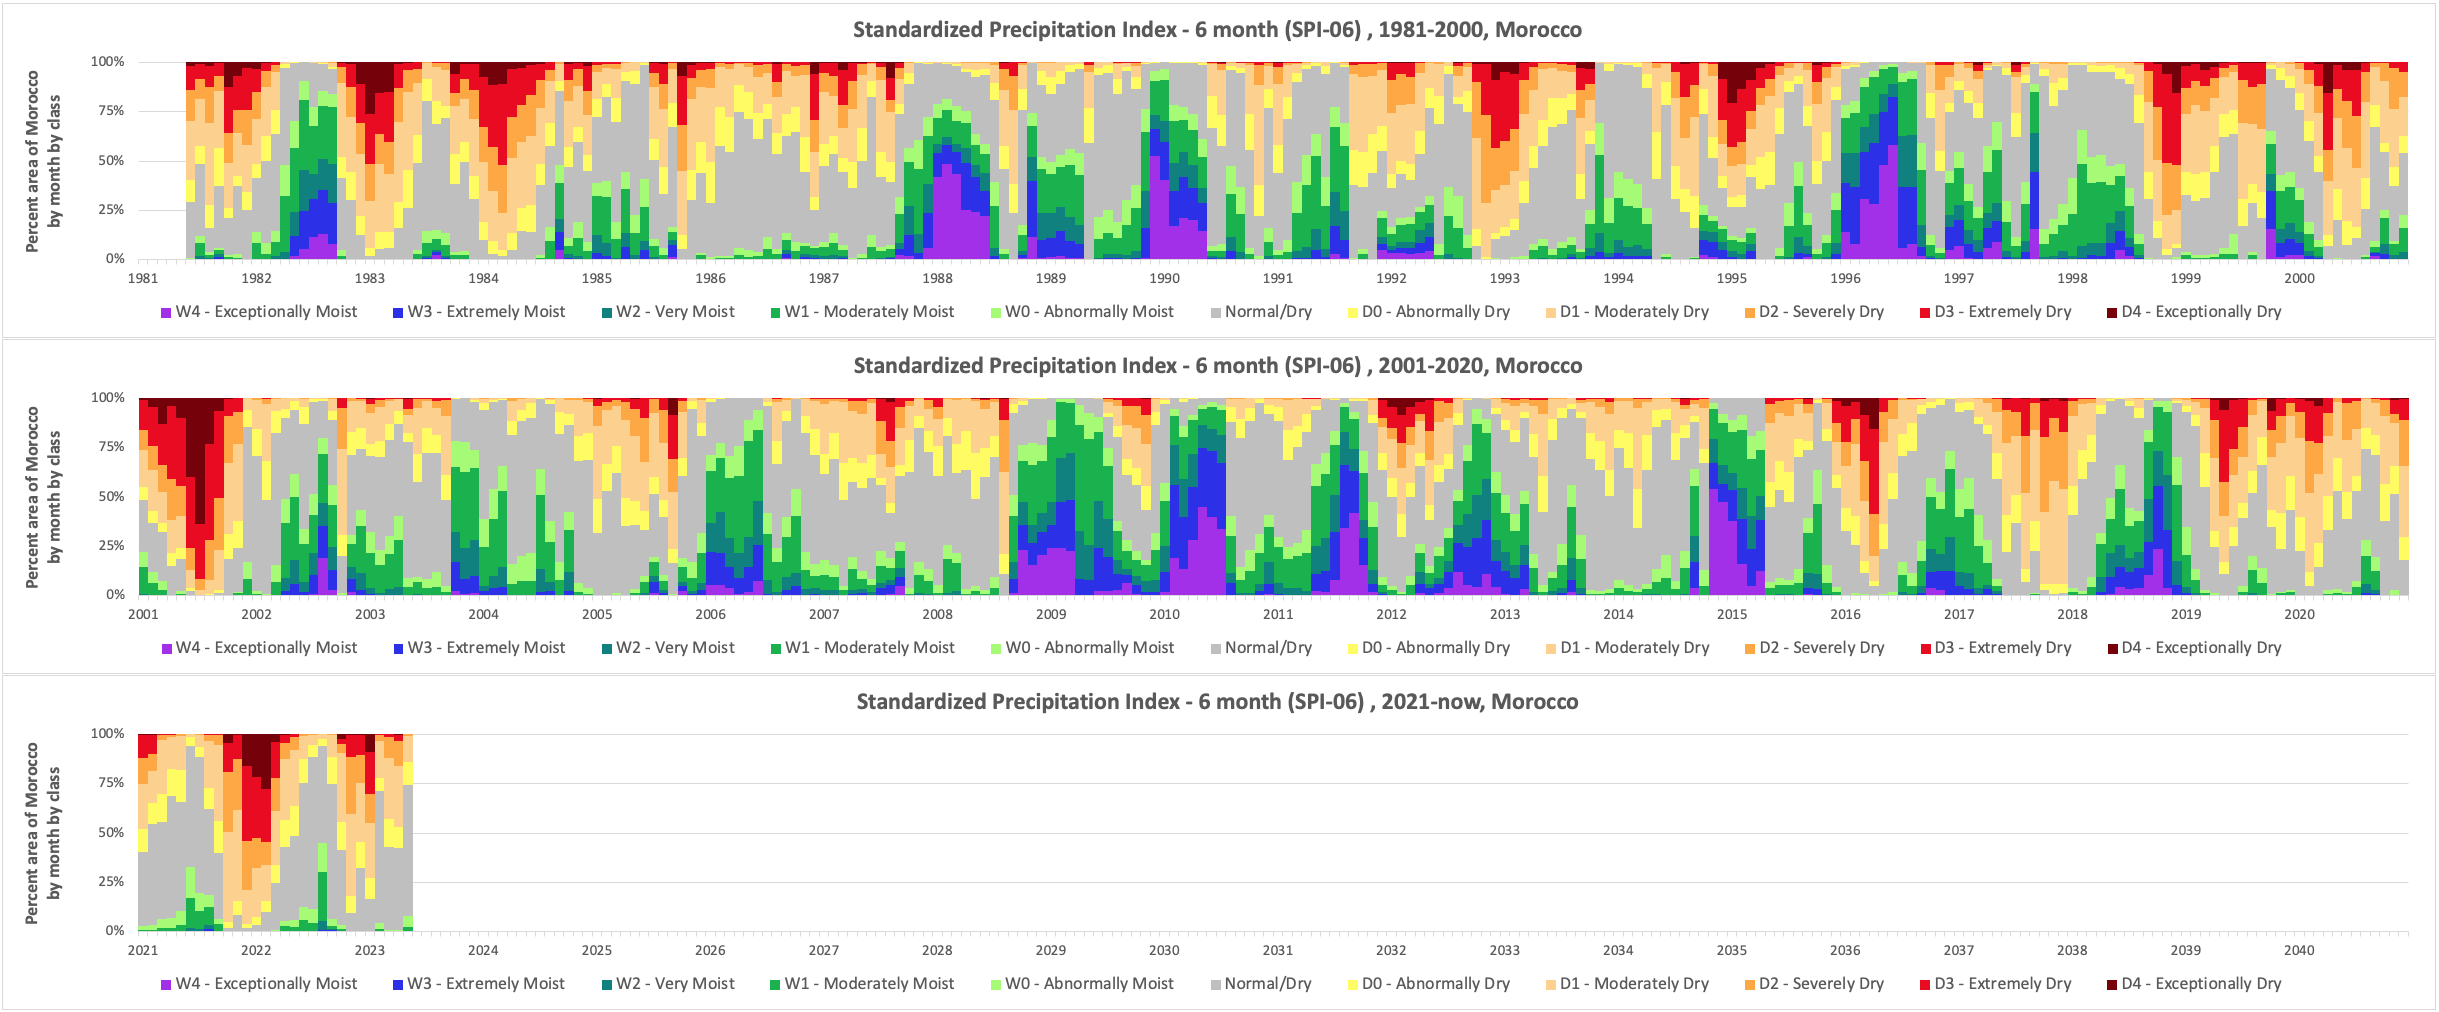 Standardized Precipitation Index - 6 month (SPI-06) , 1981-2000, Morocco
Percent area of Morocco
by month by class
100%
75%
50%
25%
0%
1981 1982 1983 1984 1985 1986 1987 1988 1989 1990 1991 1992 1993 1994 1995 1996 1997 1998 1999 2000
W4 - Exceptionally Moist W3 - Extremely Moist W2 - Very Moist W1 - Moderately Moist W0 - Abnormally Moist Normal/Dry D0 - Abnormally Dry D1 - Moderately Dry D2 - Severely Dry D3 - Extremely Dry D4 - Exceptionally Dry
Standardized Precipitation Index - 6 month (SPI-06) , 2001-2020, Morocco
Percent area of Morocco
by month by class
100%
75%
50%
25%
0%
2001 2002 2003 2004 2005 2006 2007 2008 2009 2010 2011 2012 2013 2014 2015 2016 2017 2018 2019 2020
W4 - Exceptionally Moist W3 - Extremely Moist W2 - Very Moist W1 - Moderately Moist W0 - Abnormally Moist Normal/Dry D0 - Abnormally Dry D1 - Moderately Dry D2 - Severely Dry D3 - Extremely Dry D4 - Exceptionally Dry
Standardized Precipitation Index - 6 month (SPI-06) , 2021-now, Morocco
Percent area of Morocco
by month by class
100%
75%
50%
25%
0%
2021 2022 2023 2024 2025 2026 2027 2028 2029 2030 2031 2032 2033 2034 2035 2036 2037 2038 2039 2040
W4 - Exceptionally Moist W3 - Extremely Moist W2 - Very Moist W1 - Moderately Moist W0 - Abnormally Moist Normal/Dry D0 - Abnormally Dry D1 - Moderately Dry D2 - Severely Dry D3 - Extremely Dry D4 - Exceptionally Dry